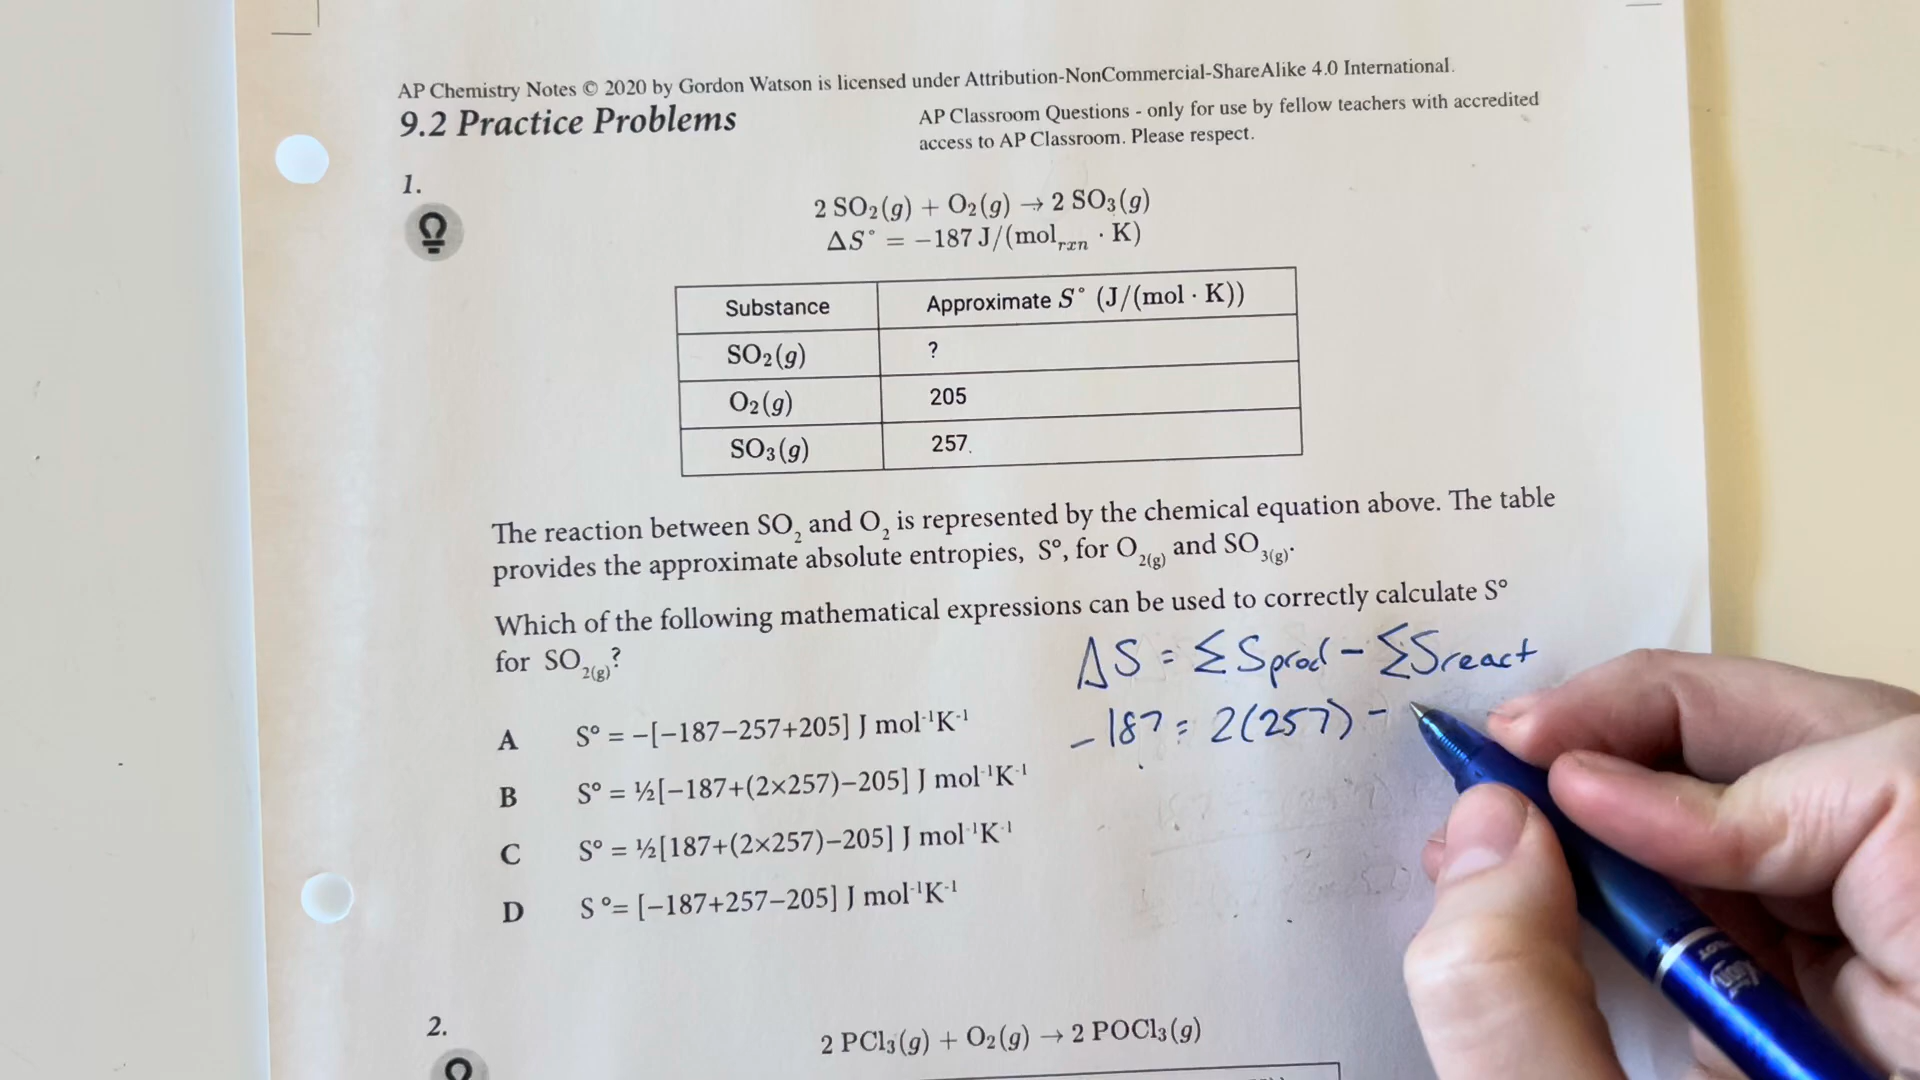 AP Chemistry Notes © 2020 by Gordon Watson is licensed under Attribution-NonCommercial-ShareAlike 4.0 International.
9.2 Practice Problems
AP Classroom Questions - only for use by fellow teachers with accredited
access to AP Classroom. Please respect.
1.
2 SO₂(g) + O₂(g) → 2 SO₃(g)
ΔS° = −187 J/(molᵣₓₙ · K)
Substance Approximate S° (J/(mol · K))
SO₂(g) ?
O₂(g) 205
SO₃(g) 257
The reaction between SO₂ and O₂ is represented by the chemical equation above. The table
provides the approximate absolute entropies, S°, for O₂(g) and SO₃(g).
Which of the following mathematical expressions can be used to correctly calculate S°
for SO₂(g)?
ΔS = ΣSprod − ΣSreact
−187 = 2(257) −
A S° = −[−187−257+205] J mol⁻¹K⁻¹
B S° = ½[−187+(2×257)−205] J mol⁻¹K⁻¹
C S° = ½[187+(2×257)−205] J mol⁻¹K⁻¹
D S °= [−187+257−205] J mol⁻¹K⁻¹
2.
2 PCl₃(g) + O₂(g) → 2 POCl₃(g)